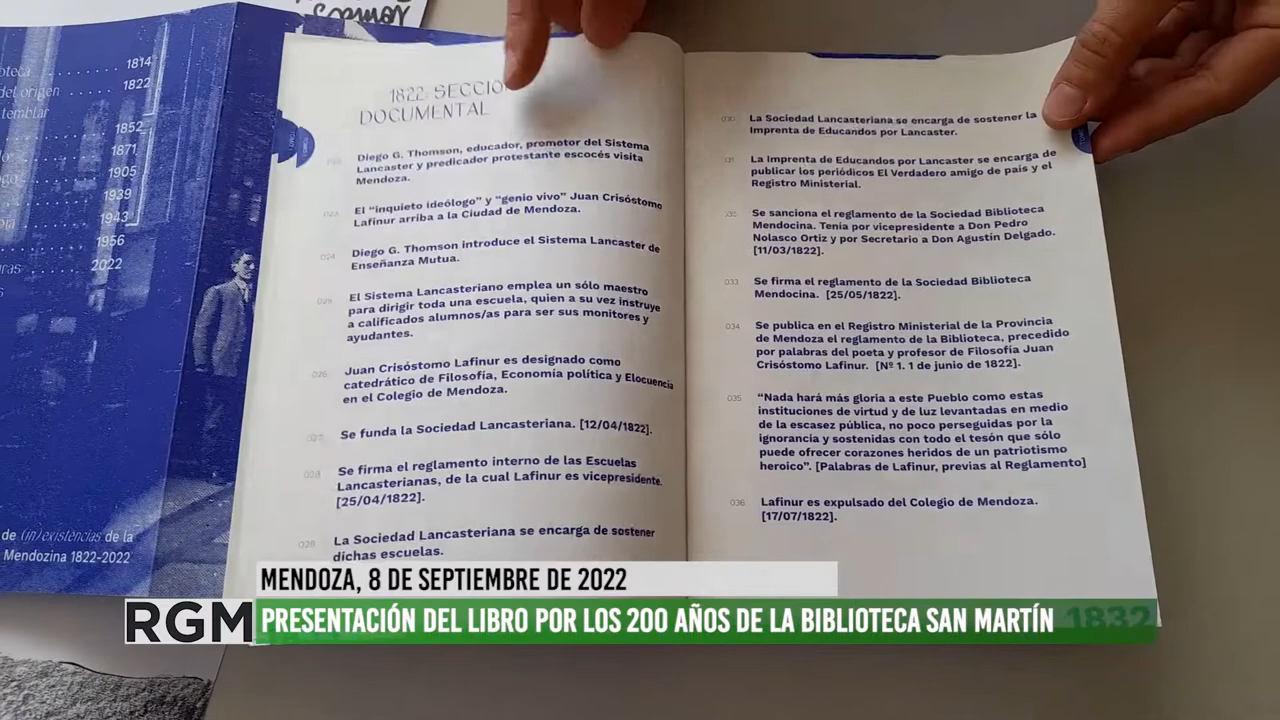 oteca . . . . . . . . 1814
del origen 1822
temblar
1852
1871
1905
1939
1943
1956
2022
de (in)existencias de la
Mendozina 1822-2022
1822 SECCIO
DOCUMENTAL
Diego G. Thomson, educador, promotor del Sistema
Lancaster y predicador protestante escocés visita
Mendoza.
El “inquieto ideólogo” y “genio vivo” Juan Crisóstomo
Lafinur arriba a la Ciudad de Mendoza.
024 Diego G. Thomson introduce el Sistema Lancaster de
Enseñanza Mutua.
025 El Sistema Lancasteriano emplea un sólo maestro
para dirigir toda una escuela, quien a su vez instruye
a calificados alumnos/as para ser sus monitores y
ayudantes.
026 Juan Crisóstomo Lafinur es designado como
catedrático de Filosofía, Economía política y Elocuencia
en el Colegio de Mendoza.
027 Se funda la Sociedad Lancasteriana. [12/04/1822].
028 Se firma el reglamento interno de las Escuelas
Lancasterianas, de la cual Lafinur es vicepresidente.
[25/04/1822].
La Sociedad Lancasteriana se encarga de sostener
dichas escuelas.
030 La Sociedad Lancasteriana se encarga de sostener la
Imprenta de Educandos por Lancaster.
La Imprenta de Educandos por Lancaster se encarga de
publicar los periódicos El Verdadero amigo de país y el
Registro Ministerial.
Se sanciona el reglamento de la Sociedad Biblioteca
Mendocina. Tenía por vicepresidente a Don Pedro
Nolasco Ortiz y por Secretario a Don Agustín Delgado.
[11/03/1822].
033 Se firma el reglamento de la Sociedad Biblioteca
Mendocina. [25/05/1822].
034 Se publica en el Registro Ministerial de la Provincia
de Mendoza el reglamento de la Biblioteca, precedido
por palabras del poeta y profesor de Filosofía Juan
Crisóstomo Lafinur. [Nº 1. 1 de junio de 1822].
035 “Nada hará más gloria a este Pueblo como estas
instituciones de virtud y de luz levantadas en medio
de la escasez pública, no poco perseguidas por la
ignorancia y sostenidas con todo el tesón que sólo
puede ofrecer corazones heridos de un patriotismo
heroico”. [Palabras de Lafinur, previas al Reglamento]
036 Lafinur es expulsado del Colegio de Mendoza.
[17/07/1822].
1832
MENDOZA, 8 DE SEPTIEMBRE DE 2022
RGM PRESENTACIÓN DEL LIBRO POR LOS 200 AÑOS DE LA BIBLIOTECA SAN MARTÍN